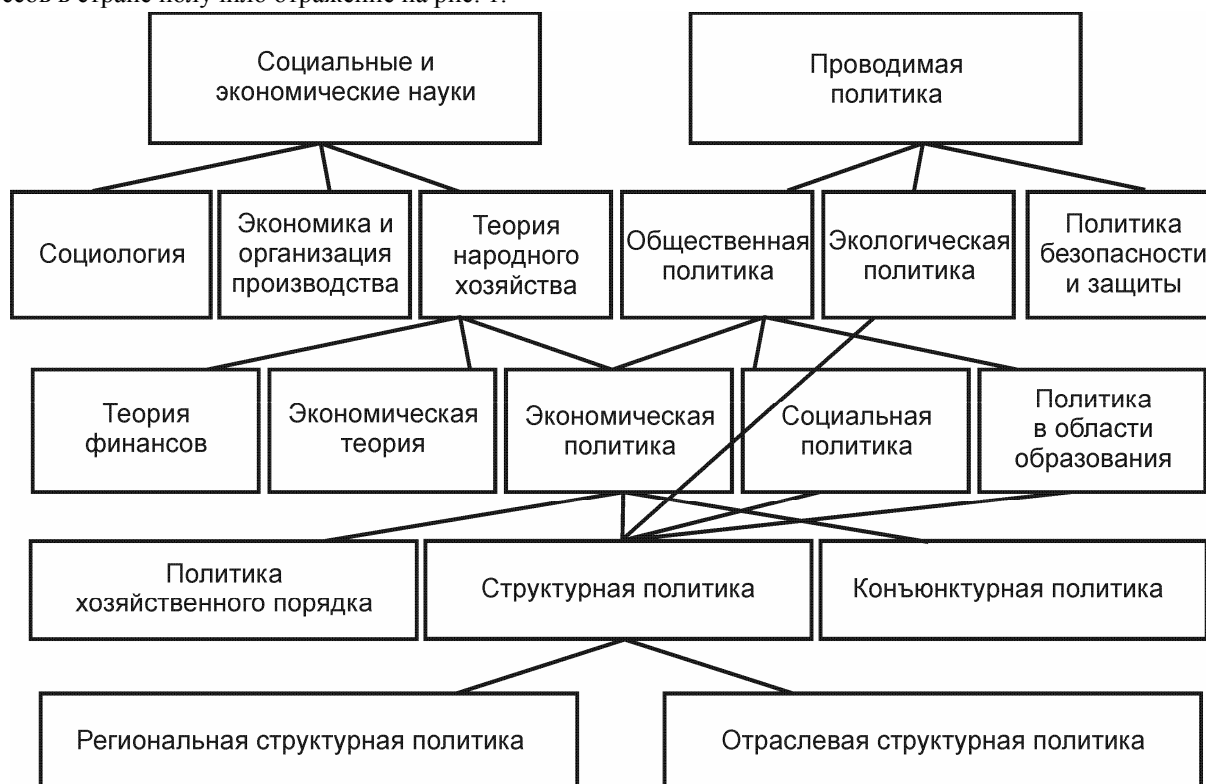 в стране получило отражение на рис. 1.
Социальные и
экономические науки
Проводимая
политика
Социология
Экономика и
организация
производства
Теория
народного
хозяйства
Общественная
политика
Экологическая
политика
Политика
безопасности
и защиты
Теория
финансов
Экономическая
теория
Экономическая
политика
Социальная
политика
Политика
в области
образования
Политика
хозяйственного порядка
Структурная политика
Конъюнктурная политика
Региональная структурная политика
Отраслевая структурная политика